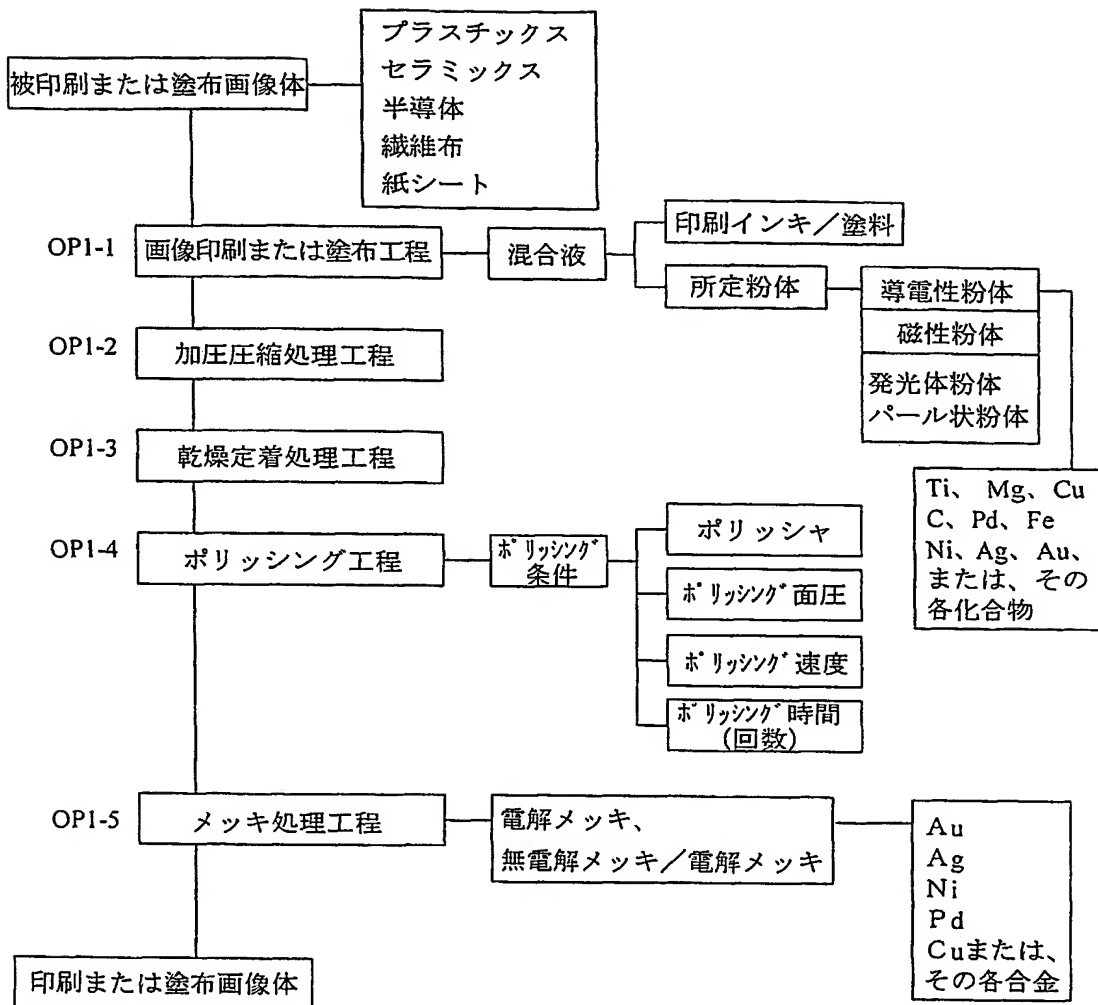 プラスチックス
セラミックス
半導体
繊維布
紙シート
被印刷または塗布画像体
OP1-1
画像印刷または塗布工程
混合液
印刷インキ／塗料
所定粉体
導電性粉体
磁性粉体
発光体粉体
パール状粉体
Ti、Mg、Cu
C、Pd、Fe
Ni、Ag、Au、
または、その
各化合物
OP1-2
加圧圧縮処理工程
OP1-3
乾燥定着処理工程
OP1-4
ポリッシング工程
ﾎﾟﾘｯｼﾝｸﾞ
条件
ポリッシャ
ﾎﾟﾘｯｼﾝｸﾞ面圧
ﾎﾟﾘｯｼﾝｸﾞ速度
ﾎﾟﾘｯｼﾝｸﾞ時間
(回数)
OP1-5
メッキ処理工程
電解メッキ、
無電解メッキ／電解メッキ
Au
Ag
Ni
Pd
Cuまたは、
その各合金
印刷または塗布画像体